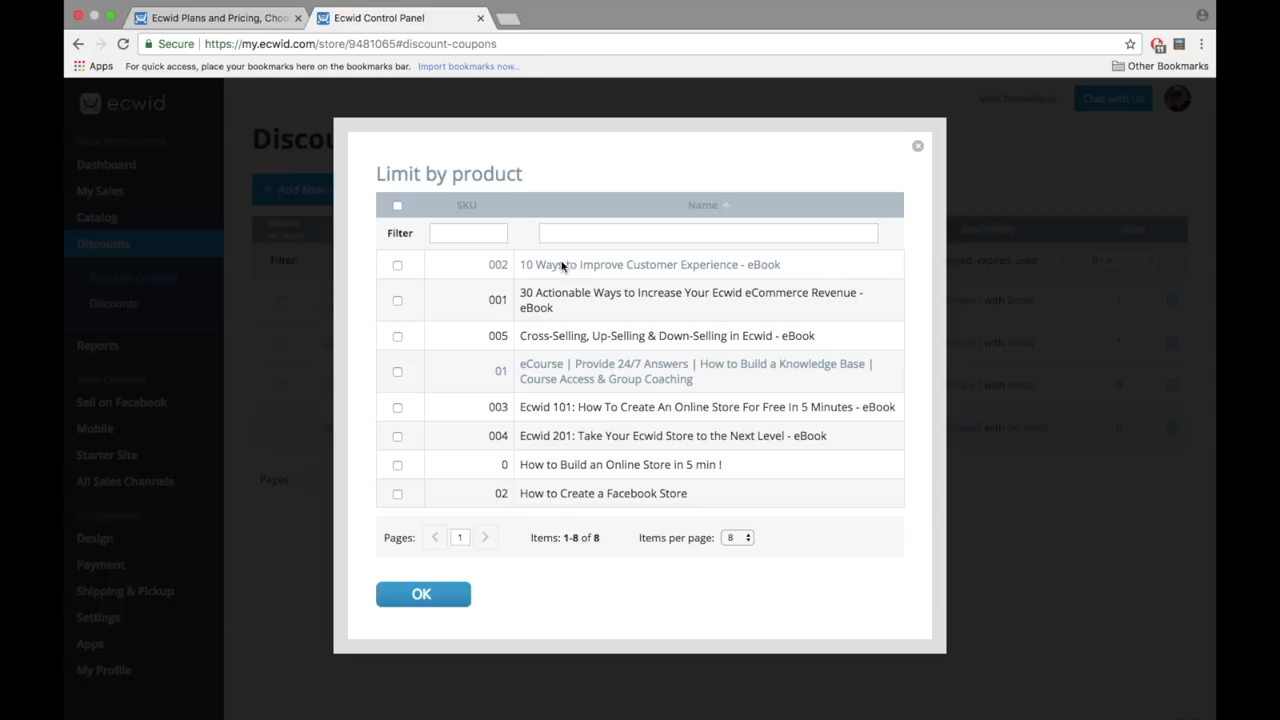 Ecwid Plans and Pricing, Choo
Ecwid Control Panel
Secure
https://my.ecwid.com/store/9481065#discount-coupons
11
Apps
For quick access, place your bookmarks here on the bookmarks bar.
Import bookmarks now...
Other Bookmarks
ecwid
Chat with Us
Discou
Dashboard
My Sales
Catalog
Discounts
Discounts
Reports
Sell on Facebook
Mobile
Starter Site
All Sales Channels
Design
Payment
Shipping & Pickup
Settings
Apps
My Profile
+ Add New
Filter:
Pages:
Limit by product
SKU
Name
Filter
002 10 Ways to Improve Customer Experience - eBook
001 30 Actionable Ways to Increase Your Ecwid eCommerce Revenue -
eBook
005 Cross-Selling, Up-Selling & Down-Selling in Ecwid - eBook
01 eCourse | Provide 24/7 Answers | How to Build a Knowledge Base |
Course Access & Group Coaching
003 Ecwid 101: How To Create An Online Store For Free In 5 Minutes - eBook
004 Ecwid 201: Take Your Ecwid Store to the Next Level - eBook
0 How to Build an Online Store in 5 min !
02 How to Create a Facebook Store
Pages: 1 Items: 1-8 of 8 Items per page: 8
OK